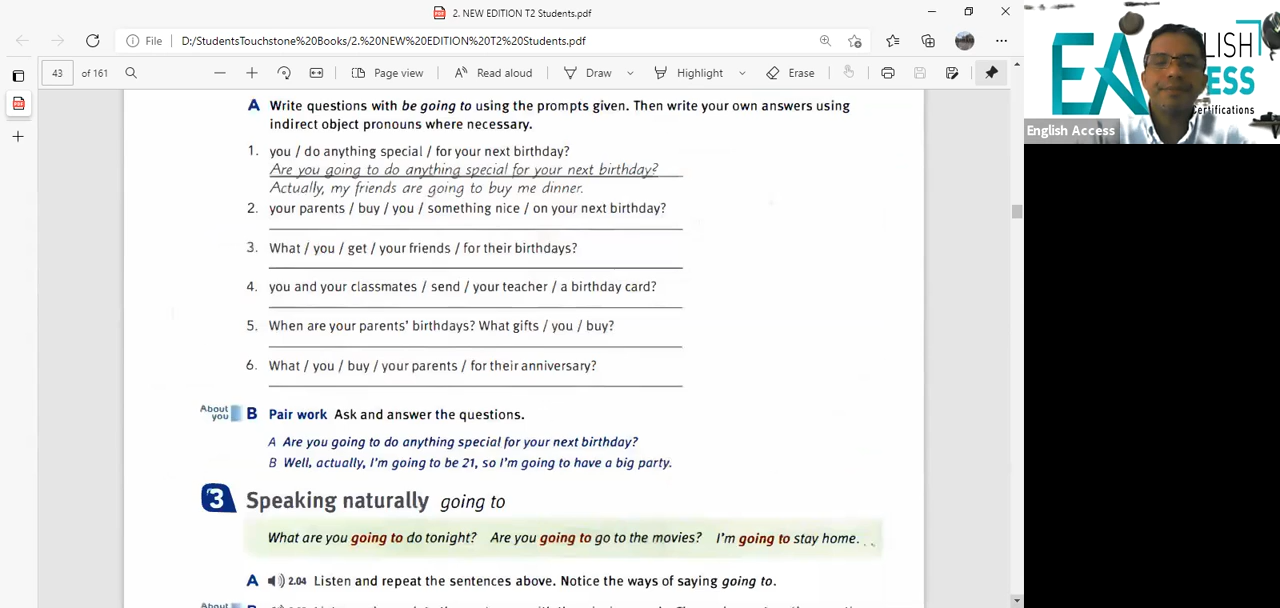 2. NEW EDITION T2 Students.pdf
File D:/StudentsTouchstone Books/2.%20NEW%20EDITION%20T2%20Students.pdf
43 of 161 Page view Read aloud Draw Highlight Erase
A Write questions with be going to using the prompts given. Then write your own answers using
indirect object pronouns where necessary.
1. you / do anything special / for your next birthday?
Are you going to do anything special for your next birthday?
Actually, my friends are going to buy me dinner.
2. your parents / buy / you / something nice / on your next birthday?
3. What / you / get / your friends / for their birthdays?
4. you and your classmates / send / your teacher / a birthday card?
5. When are your parents' birthdays? What gifts / you / buy?
6. What / you / buy / your parents / for their anniversary?
About
you
B Pair work Ask and answer the questions.
A Are you going to do anything special for your next birthday?
B Well, actually, I'm going to be 21, so I'm going to have a big party.
3 Speaking naturally going to
What are you going to do tonight? Are you going to go to the movies? I'm going to stay home.
A 2.04 Listen and repeat the sentences above. Notice the ways of saying going to.
About
EA
LISH
ESS
Certifications
English Access